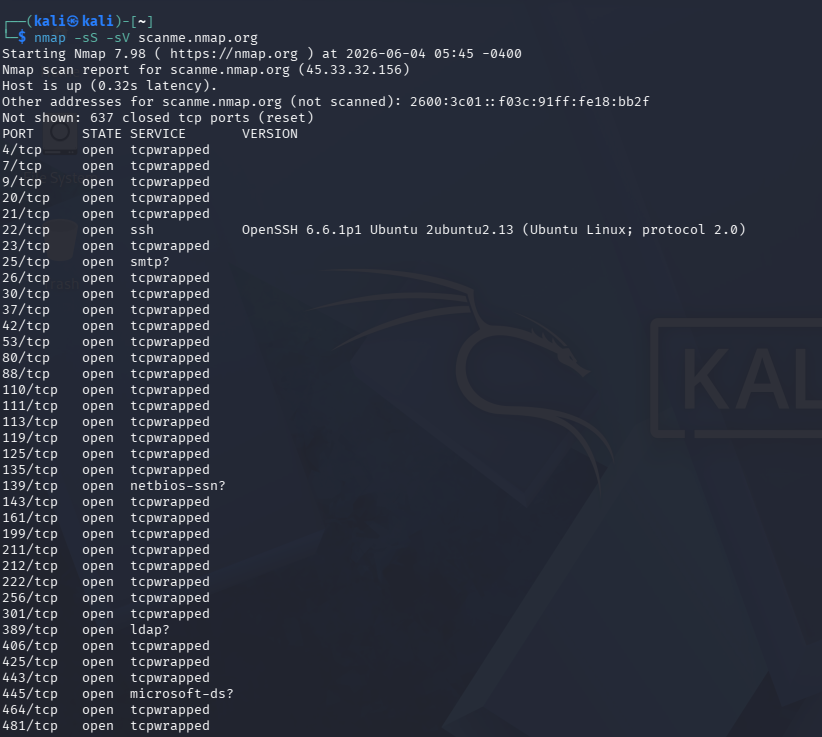 ┌──(kali㉿kali)-[~]
└─$ nmap -sS -sV scanme.nmap.org
Starting Nmap 7.98 ( https://nmap.org ) at 2026-06-04 05:45 -0400
Nmap scan report for scanme.nmap.org (45.33.32.156)
Host is up (0.32s latency).
Other addresses for scanme.nmap.org (not scanned): 2600:3c01::f03c:91ff:fe18:bb2f
Not shown: 637 closed tcp ports (reset)
PORT STATE SERVICE VERSION
4/tcp open tcpwrapped
7/tcp open tcpwrapped
9/tcp open tcpwrapped
20/tcp open tcpwrapped
21/tcp open tcpwrapped
22/tcp open ssh OpenSSH 6.6.1p1 Ubuntu 2ubuntu2.13 (Ubuntu Linux; protocol 2.0)
23/tcp open tcpwrapped
25/tcp open smtp?
26/tcp open tcpwrapped
30/tcp open tcpwrapped
37/tcp open tcpwrapped
42/tcp open tcpwrapped
53/tcp open tcpwrapped
80/tcp open tcpwrapped
88/tcp open tcpwrapped
110/tcp open tcpwrapped
111/tcp open tcpwrapped
113/tcp open tcpwrapped
119/tcp open tcpwrapped
125/tcp open tcpwrapped
135/tcp open tcpwrapped
139/tcp open netbios-ssn?
143/tcp open tcpwrapped
161/tcp open tcpwrapped
199/tcp open tcpwrapped
211/tcp open tcpwrapped
212/tcp open tcpwrapped
222/tcp open tcpwrapped
256/tcp open tcpwrapped
301/tcp open tcpwrapped
389/tcp open ldap?
406/tcp open tcpwrapped
425/tcp open tcpwrapped
443/tcp open tcpwrapped
445/tcp open microsoft-ds?
464/tcp open tcpwrapped
481/tcp open tcpwrapped
KAL